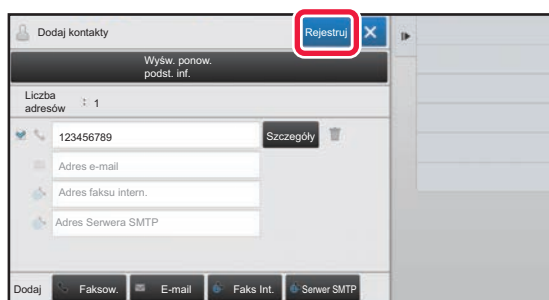 Dodaj kontakty
Rejestruj
Wyśw. ponow.
podst. inf.
Liczba
adresów : 1
123456789
Szczegóły
Adres e-mail
Adres faksu intern.
Adres Serwera SMTP
Dodaj
Faksow.
E-mail
Faks Int.
Serwer SMTP